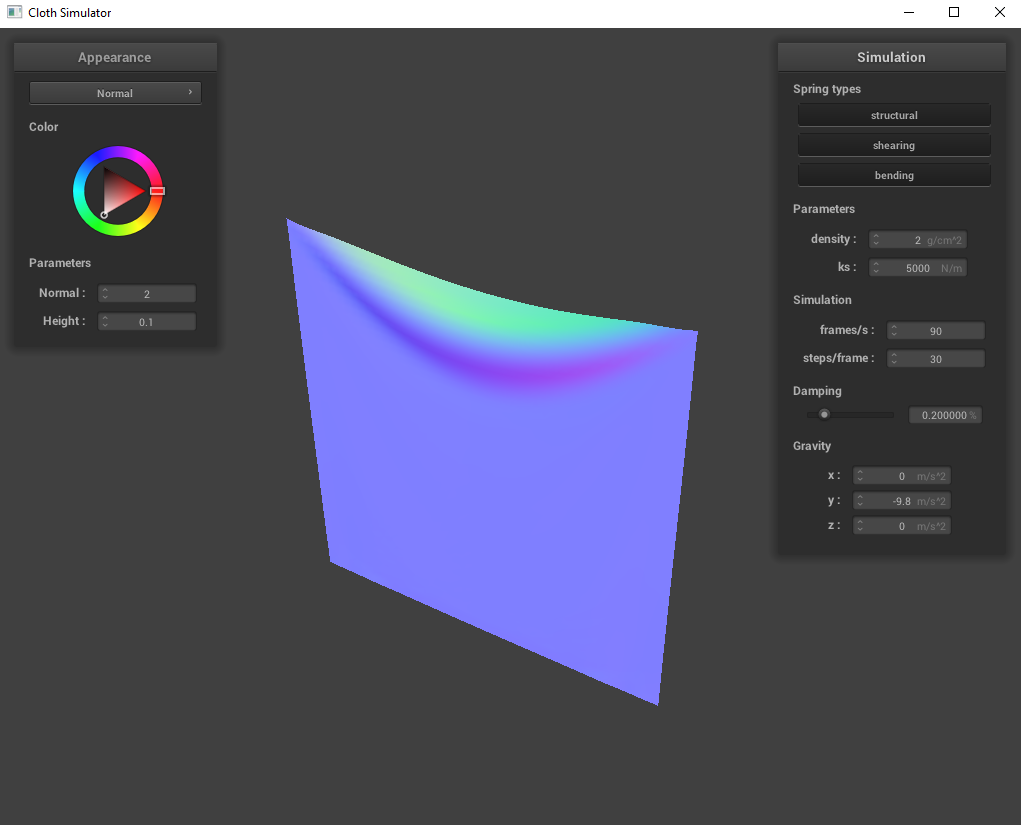 Cloth Simulator
Appearance
Normal
Color
Parameters
Normal : 2
Height : 0.1
Simulation
Spring types
structural
shearing
bending
Parameters
density : 2 g/cm^2
ks : 5000 N/m
Simulation
frames/s : 90
steps/frame : 30
Damping
0.200000 %
Gravity
x : 0 m/s^2
y : -9.8 m/s^2
z : 0 m/s^2